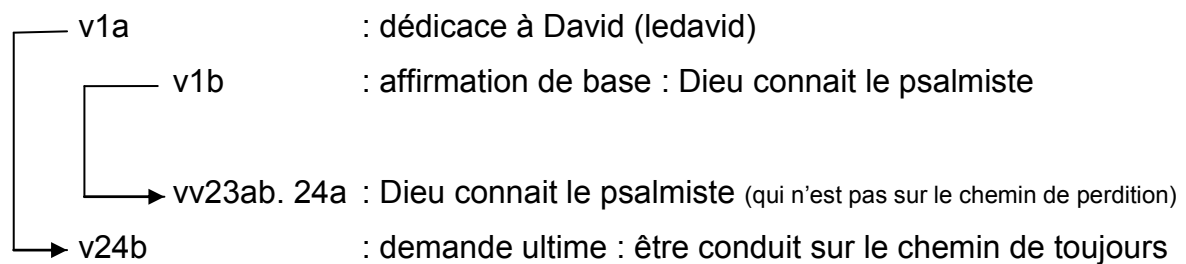 v1a : dédicace à David (ledavid)
v1b : affirmation de base : Dieu connait le psalmiste
vv23ab. 24a : Dieu connait le psalmiste (qui n'est pas sur le chemin de perdition)
v24b : demande ultime : être conduit sur le chemin de toujours